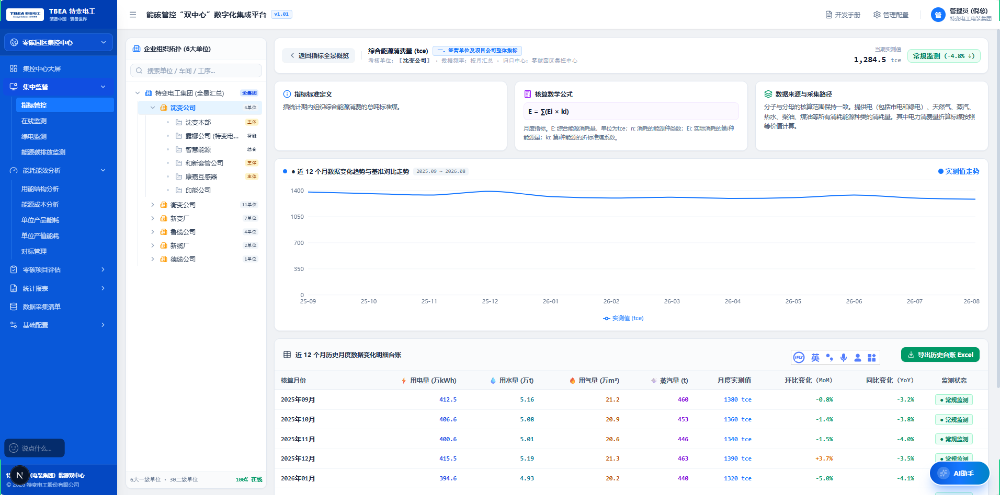 TBEA 特变电工
Always Reliable 全球信赖
TBEA 特变电工
装备中国·装备世界
能碳管控“双中心”数字化集成平台
v1.01
开发手册
管理配置
管
管理员 (倪总)
特变电工电装集团
零碳园区集控中心
集控中心大屏
集中监管
指标管控
在线监测
绿电监测
能源碳排放监测
能耗能效分析
用能结构分析
能源成本分析
单位产品能耗
单位产值能耗
对标管理
零碳项目评估
统计报表
数据采集清单
基础配置
说点什么...
N
(电装集团) 能源双中心
特变电工股份有限公司
企业组织拓扑 (6大单位)
搜索单位 / 车间 / 工序...
特变电工集团 (全景汇总)
全集团
沈变公司
6单位
沈变本部
主体
露娜公司 (特变电...
智能
智慧能源
综合
和新套管公司
主体
康嘉互感器
主体
印能公司
衡变公司
11单位
新变厂
7单位
鲁缆公司
4单位
新缆厂
2单位
德缆公司
1单位
6大一级单位 · 30二级单位
100% 在线
返回指标全景概览
综合能源消费量 (tce)
一、经营单位及项目公司整体指标
考核单位: 【沈变公司】 · 数据频率: 按月汇总 · 归口中心: 零碳园区集控中心
当期实测值
1,284.5 tce
常规监测 (-4.8% ↓)
指标标准定义
指统计期内组织综合能源消费的总吨标准煤。
核算数学公式
E = ∑(Ei × ki)
月度指标。E: 综合能源消耗量，单位为tce；n: 消耗的能源种类数；Ei: 实际消耗的第i种
能源量；ki: 第i种能源的折标准煤系数。
数据来源与采集路径
分子与分母的核算范围保持一致。提供电（包括市电和绿电）、天然气、蒸汽、
热水、柴油、煤油等所有消耗能源种类的消耗量。其中电力消费量折算标煤按照
等价值计算。
● 近 12 个月数据变化趋势与基准对比走势
2025.09 ~ 2026.08
实测值走势
1400
1050
700
350
0
25-09
25-10
25-11
25-12
26-01
26-02
26-03
26-04
26-05
26-06
26-07
26-08
实测值 (tce)
近 12 个月历史月度数据变化明细台账
iFLY
英
导出历史台账 Excel
核算月份 用电量 (万kWh) 用水量 (万t) 用气量 (万m³) 蒸汽量 (t) 月度实测值 环比变化 (MoM) 同比变化 (YoY) 监测状态
2025年09月 412.5 5.16 21.2 460 1380 tce -0.8% -3.2% ● 常规监测
2025年10月 406.6 5.08 20.9 453 1360 tce -1.4% -3.8% ● 常规监测
2025年11月 400.6 5.01 20.6 446 1340 tce -1.5% -4.0% ● 常规监测
2025年12月 415.5 5.19 21.3 463 1390 tce +3.7% -3.5% ● 常规监测
2026年01月 394.6 4.93 20.2 440 1320 tce -5.0% -4.1%
AI助手